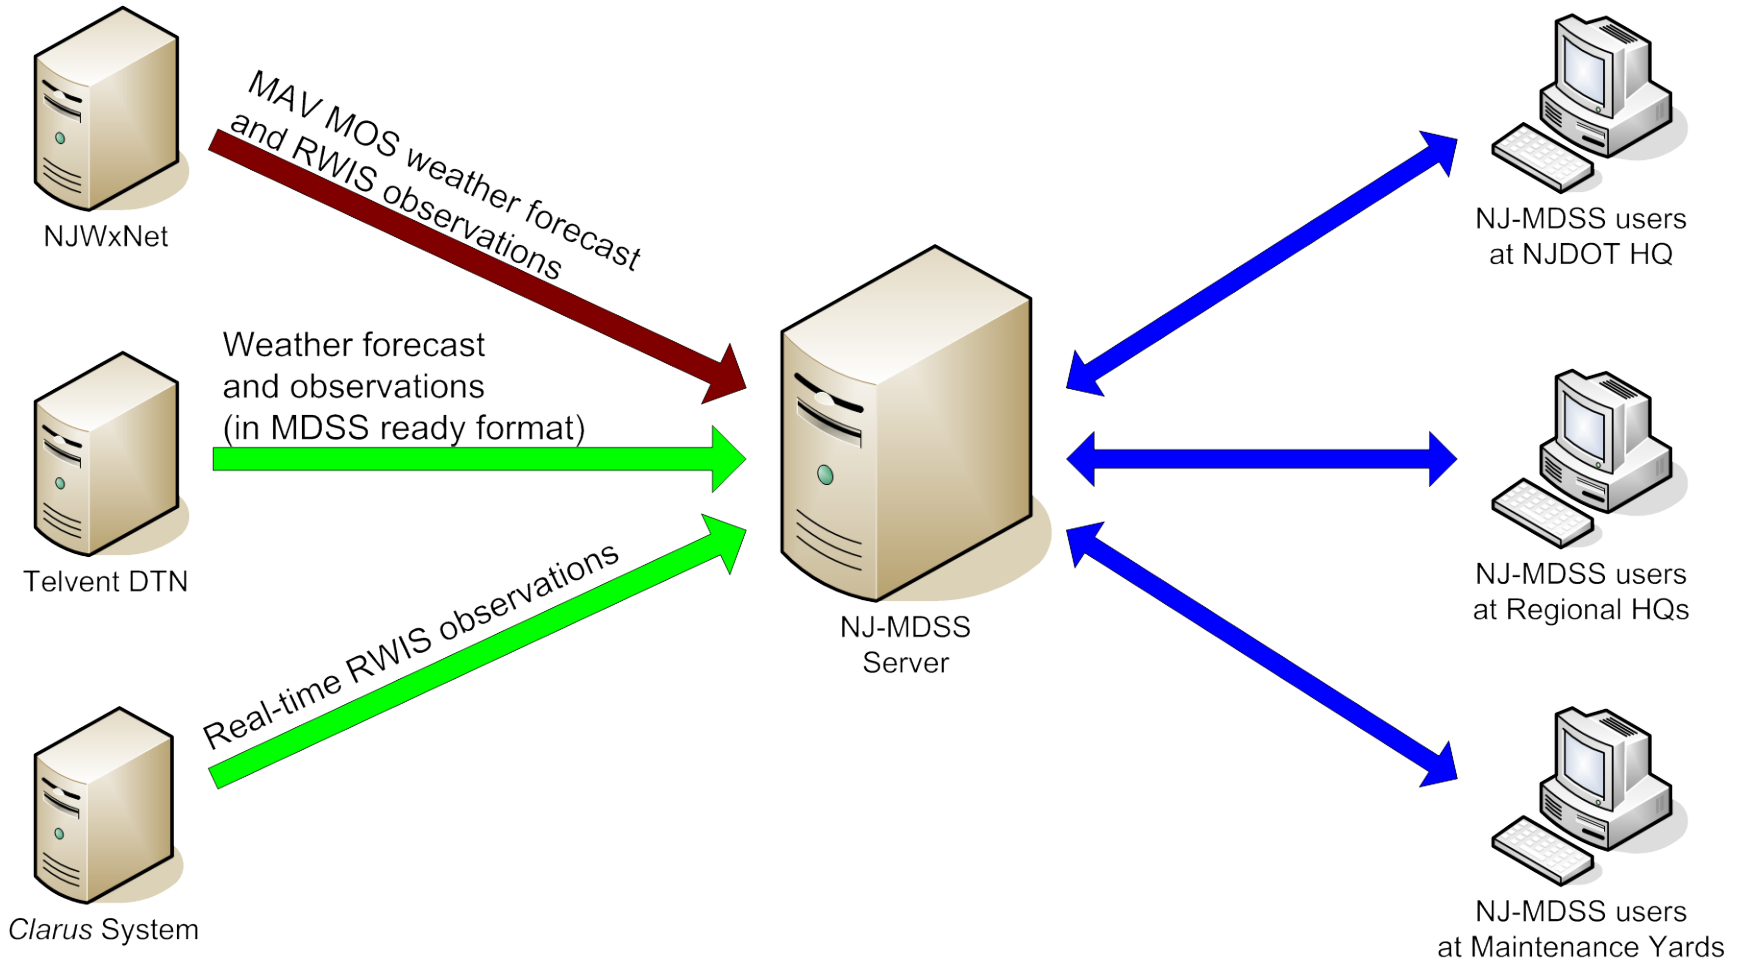 MAV MOS weather forecast
and RWIS observations
NJWxNet
NJ-MDSS users
at NJDOT HQ
Weather forecast
and observations
(in MDSS ready format)
Telvent DTN
NJ-MDSS
Server
NJ-MDSS users
at Regional HQs
Real-time RWIS observations
Clarus System
NJ-MDSS users
at Maintenance Yards